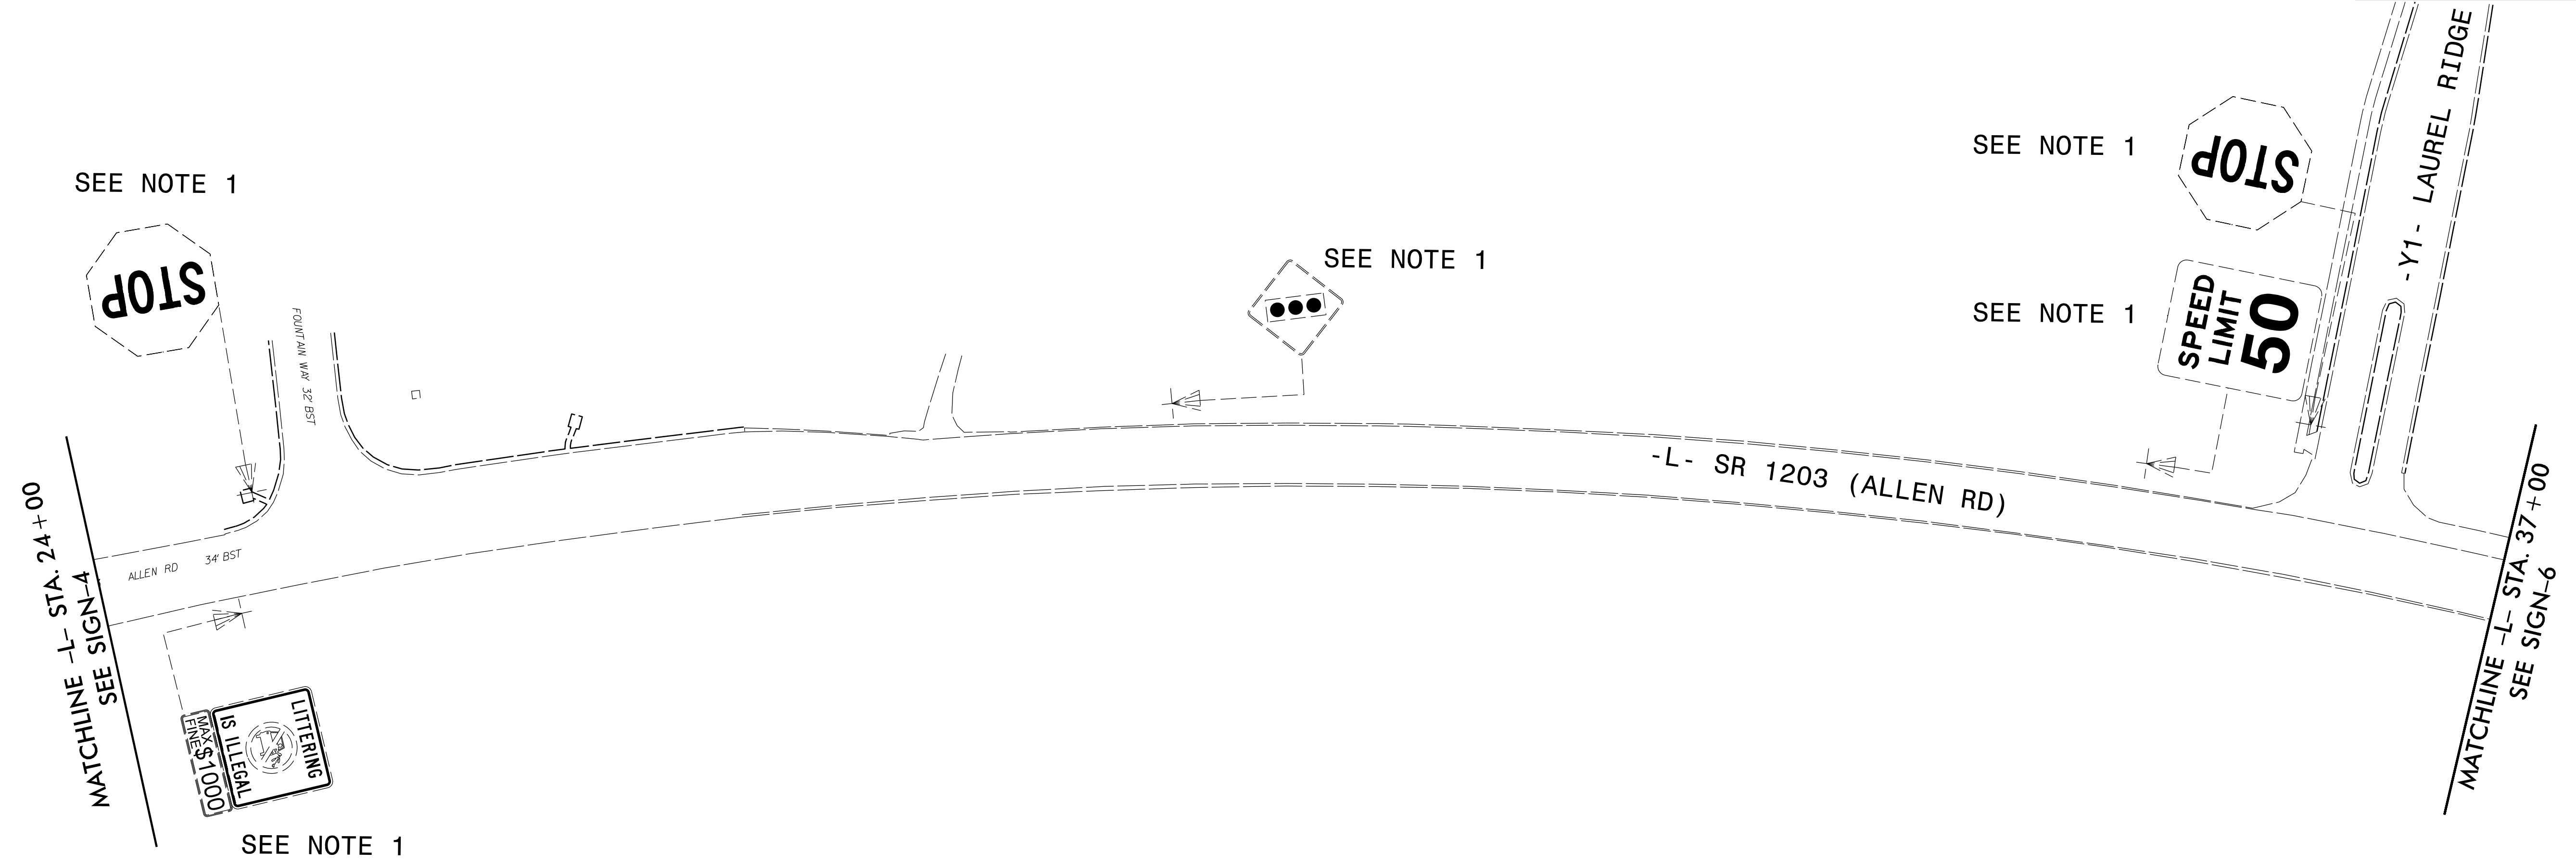 SEE NOTE 1
STOP
FOUNTAIN WAY 32' BST
SEE NOTE 1
SEE NOTE 1
STOP
SEE NOTE 1
SPEED
LIMIT
50
-Y1- LAUREL RIDGE
-L- SR 1203 (ALLEN RD)
MATCHLINE -L- STA. 24+00
SEE SIGN-4
ALLEN RD 34' BST
LITTERING
IS ILLEGAL
MAX
FINE
$1000
SEE NOTE 1
MATCHLINE -L- STA. 37+00
SEE SIGN-6